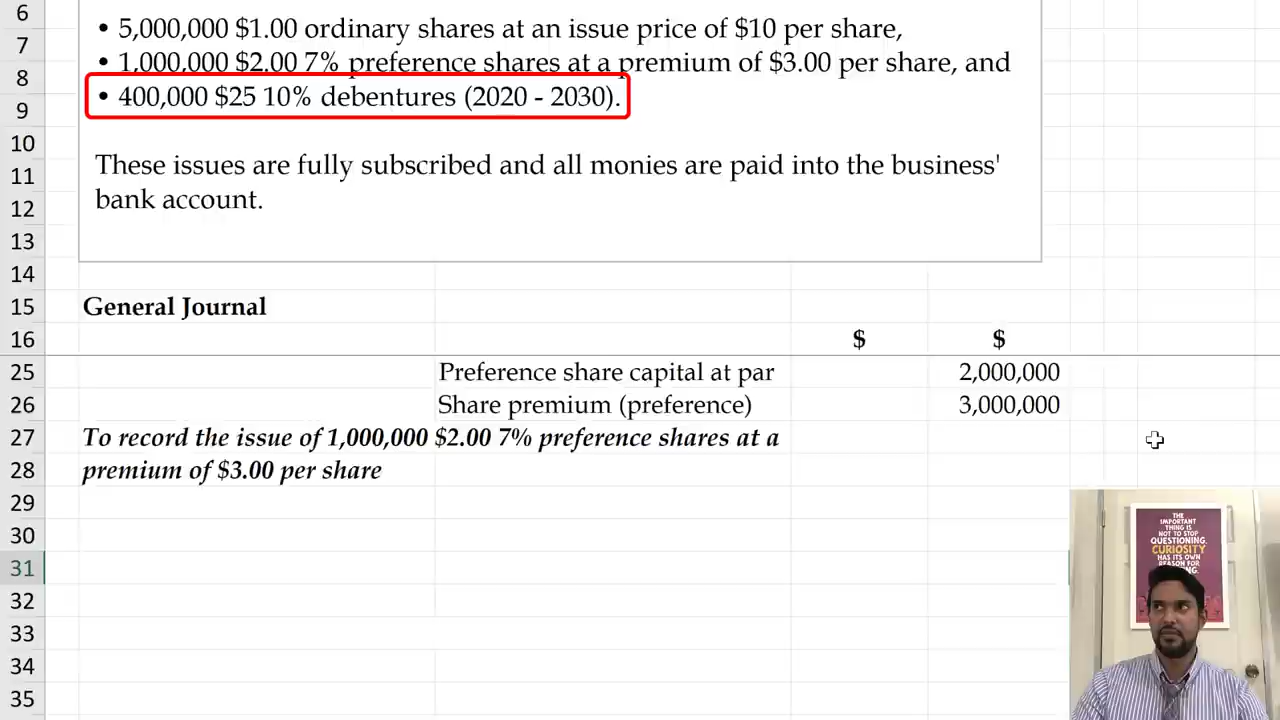 6
• 5,000,000 $1.00 ordinary shares at an issue price of $10 per share,
7
• 1,000,000 $2.00 7% preference shares at a premium of $3.00 per share, and
8
• 400,000 $25 10% debentures (2020 - 2030).
9
10
These issues are fully subscribed and all monies are paid into the business'
11
bank account.
12
13
14
15 General Journal
16 $ $
25 Preference share capital at par 2,000,000
26 Share premium (preference) 3,000,000
27 To record the issue of 1,000,000 $2.00 7% preference shares at a
28 premium of $3.00 per share
29
30
31
32
33
34
35
THE
IMPORTANT
THING IS
NOT TO STOP
QUESTIONING.
CURIOSITY
HAS ITS OWN
REASON FOR